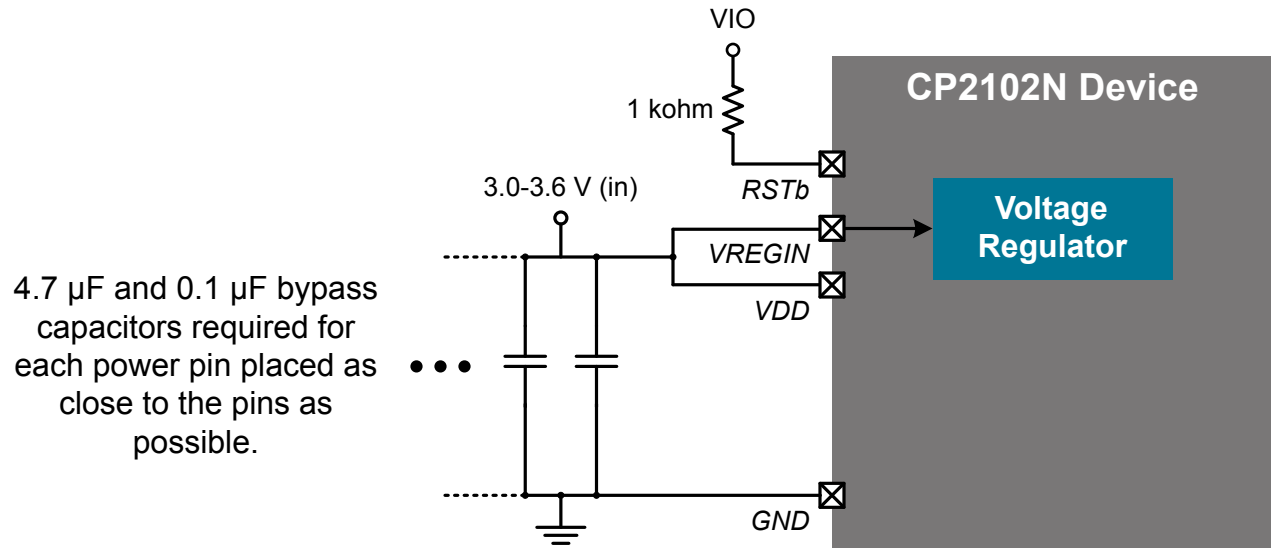 VIO
CP2102N Device
1 kohm
RSTb
3.0-3.6 V (in)
Voltage
Regulator
VREGIN
4.7 µF and 0.1 µF bypass
capacitors required for
each power pin placed as
close to the pins as
possible.
VDD
GND